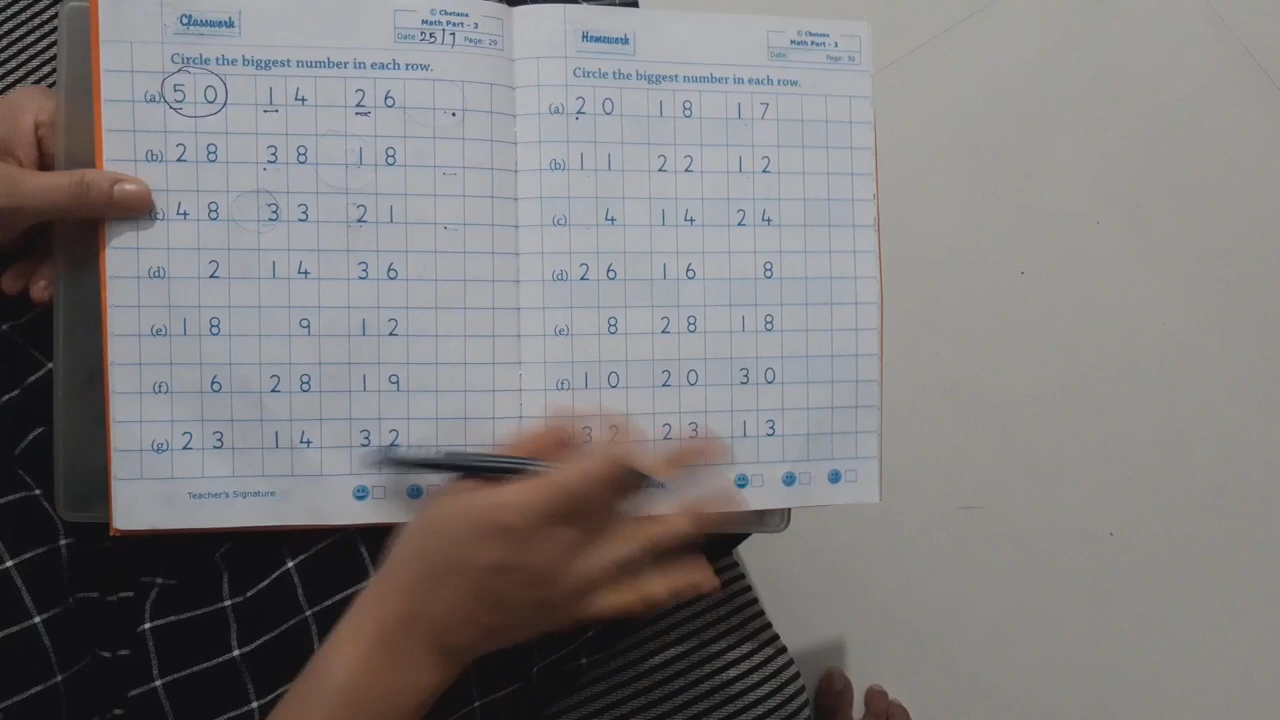 Classwork
© Chetana
Math Part - 3
Date: 25/7 Page: 29
Circle the biggest number in each row.
(a) 50 14 26
(b) 28 38 18
(c) 48 33 21
(d) 2 14 36
(e) 18 9 12
(f) 6 28 19
(g) 23 14 32
Teacher's Signature
Homework
© Chetana
Math Part - 3
Date: Page: 30
Circle the biggest number in each row.
(a) 20 18 17
(b) 11 22 12
(c) 4 14 24
(d) 26 16 8
(e) 8 28 18
(f) 10 20 30
32 23 13